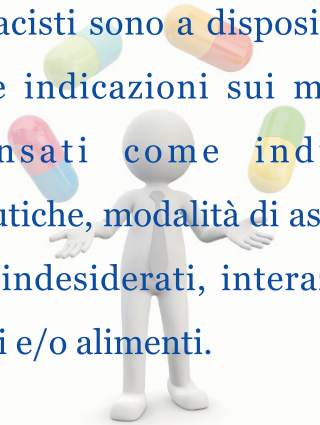 acisti sono a disposi
e indicazioni sui m
nsati come ind
utiche, modalità di as
indesiderati, intera
i e/o alimenti.